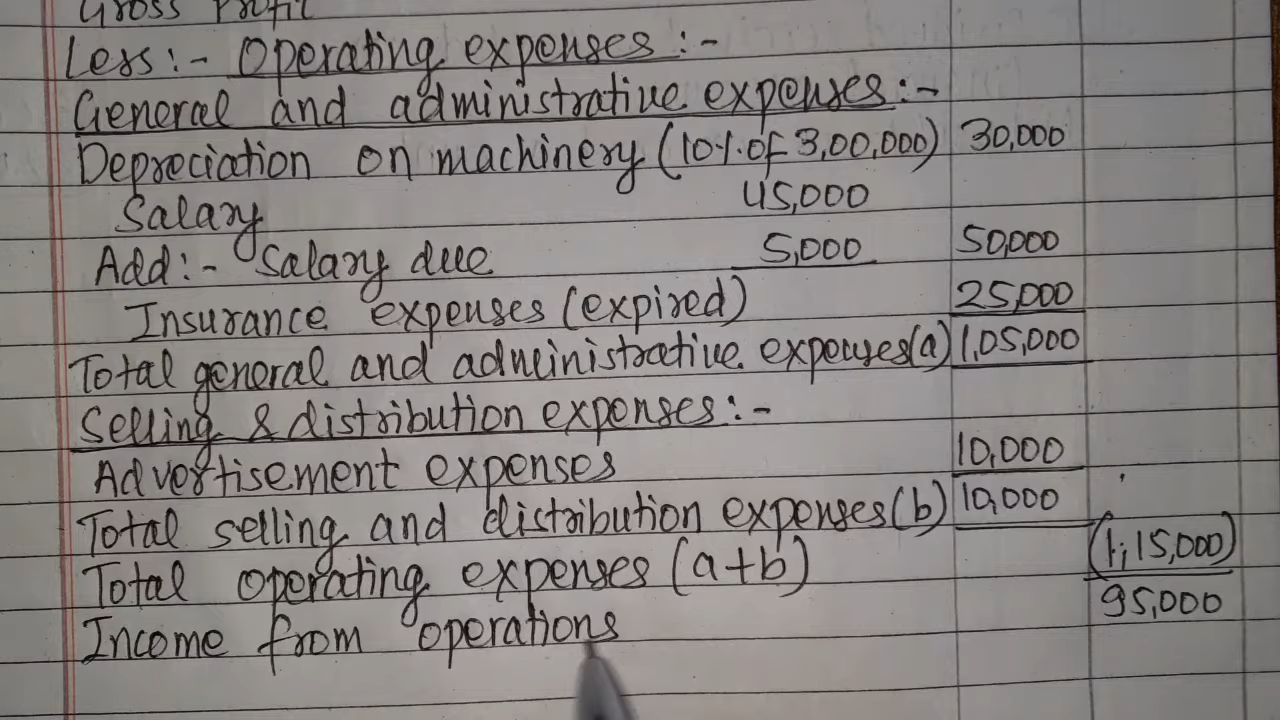 Gross Profit
Less:- Operating expenses:-
General and administrative expenses:-
Depreciation on machinery (10% of 3,00,000) 30,000
Salary 45,000
Add:- Salary due 5,000 50,000
Insurance expenses (expired) 25,000
Total general and administrative expenses (a) 1,05,000
Selling & distribution expenses:-
Advertisement expenses 10,000
Total selling and distribution expenses (b) 10,000
Total operating expenses (a+b) (1,15,000)
Income from operations 95,000